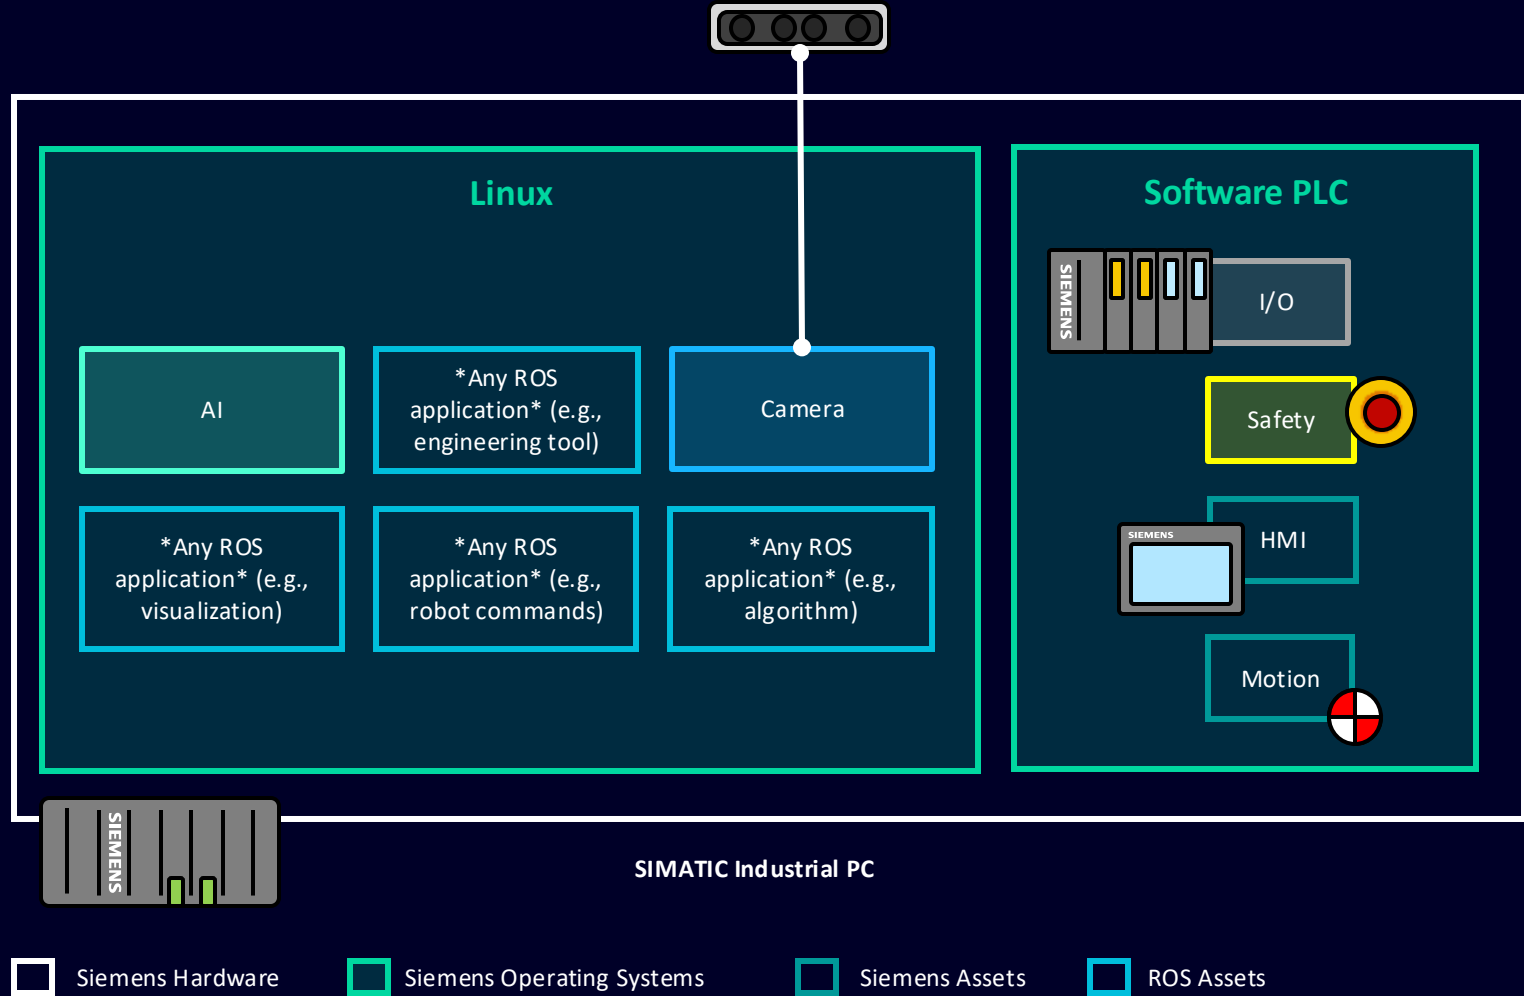 Linux
Software PLC
SIEMENS
I/O
AI
*Any ROS
application* (e.g.,
engineering tool)
Camera
Safety
*Any ROS
application* (e.g.,
visualization)
*Any ROS
application* (e.g.,
robot commands)
*Any ROS
application* (e.g.,
algorithm)
SIEMENS
HMI
Motion
SIEMENS
SIMATIC Industrial PC
Siemens Hardware
Siemens Operating Systems
Siemens Assets
ROS Assets